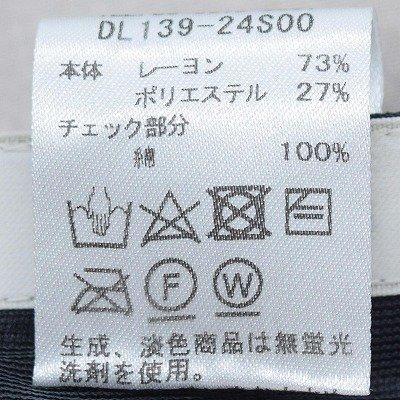 DL139-24S00
本体 レーヨン 73%
ポリエステル 27%
チェック部分
綿 100%
F W
生成、淡色商品は無蛍光
洗剤を使用。